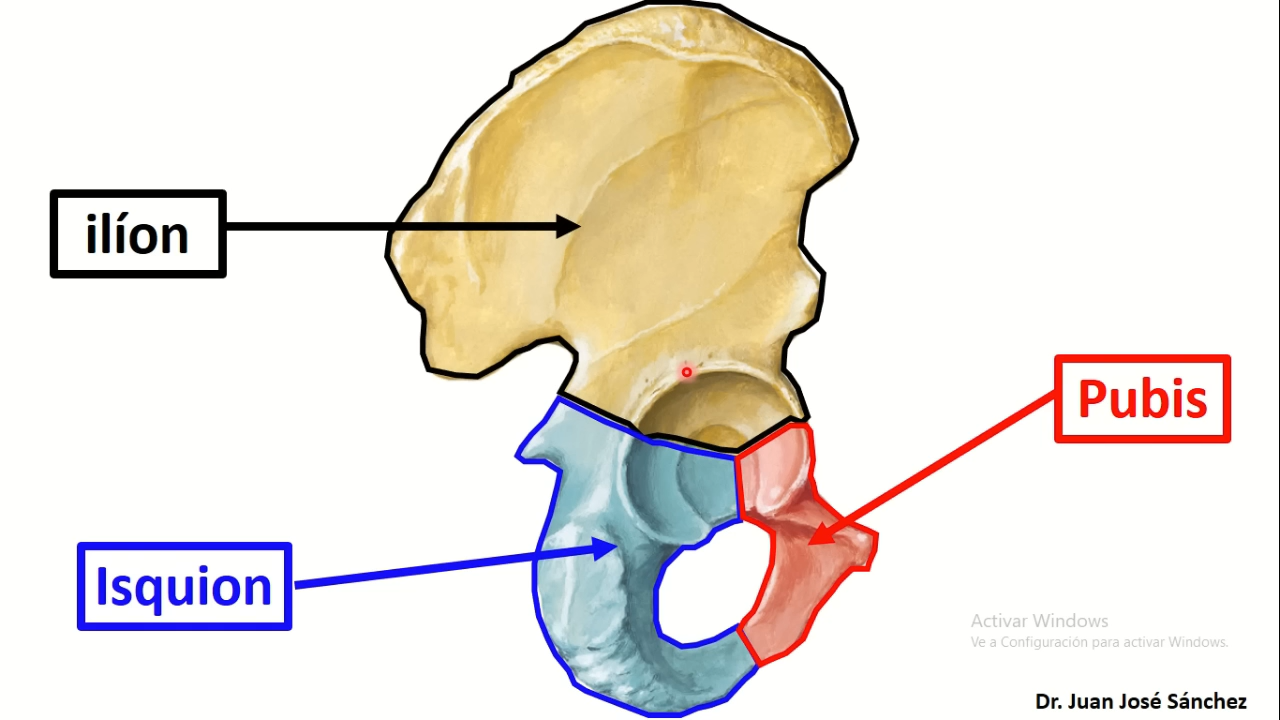 ilíon
Pubis
Isquion
Activar Windows
Ve a Configuración para activar Windows.
Dr. Juan José Sánchez